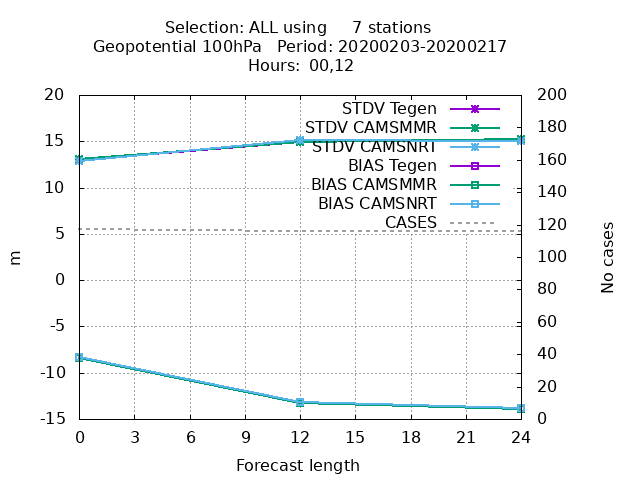 Selection: ALL using     7 stations
Geopotential 100hPa   Period: 20200203-20200217
Hours: 00,12
20 200
STDV Tegen
180
STDV CAMSMMR
15
STDV CAMSNRT
160
BIAS Tegen
10
BIAS CAMSMMR
140
BIAS CAMSNRT
CASES
120
5
100
m
No cases
0
80
-5 60
40
-10
20
-15 0
0 3 6 9 12 15 18 21 24
Forecast length